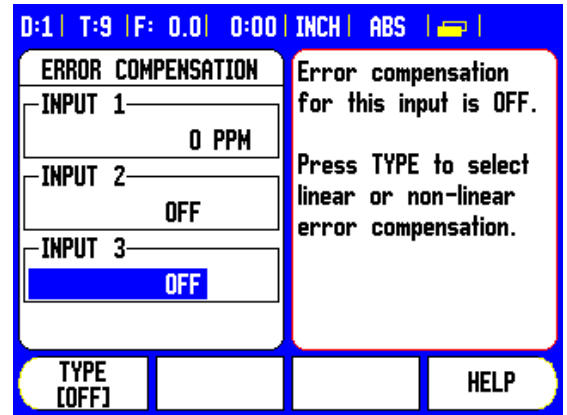 D:1| T:9 |F: 0.0| 0:00| INCH| ABS | |
ERROR COMPENSATION
INPUT 1
0 PPM
INPUT 2
OFF
INPUT 3
OFF
Error compensation
for this input is OFF.
Press TYPE to select
linear or non-linear
error compensation.
TYPE
[OFF]
HELP